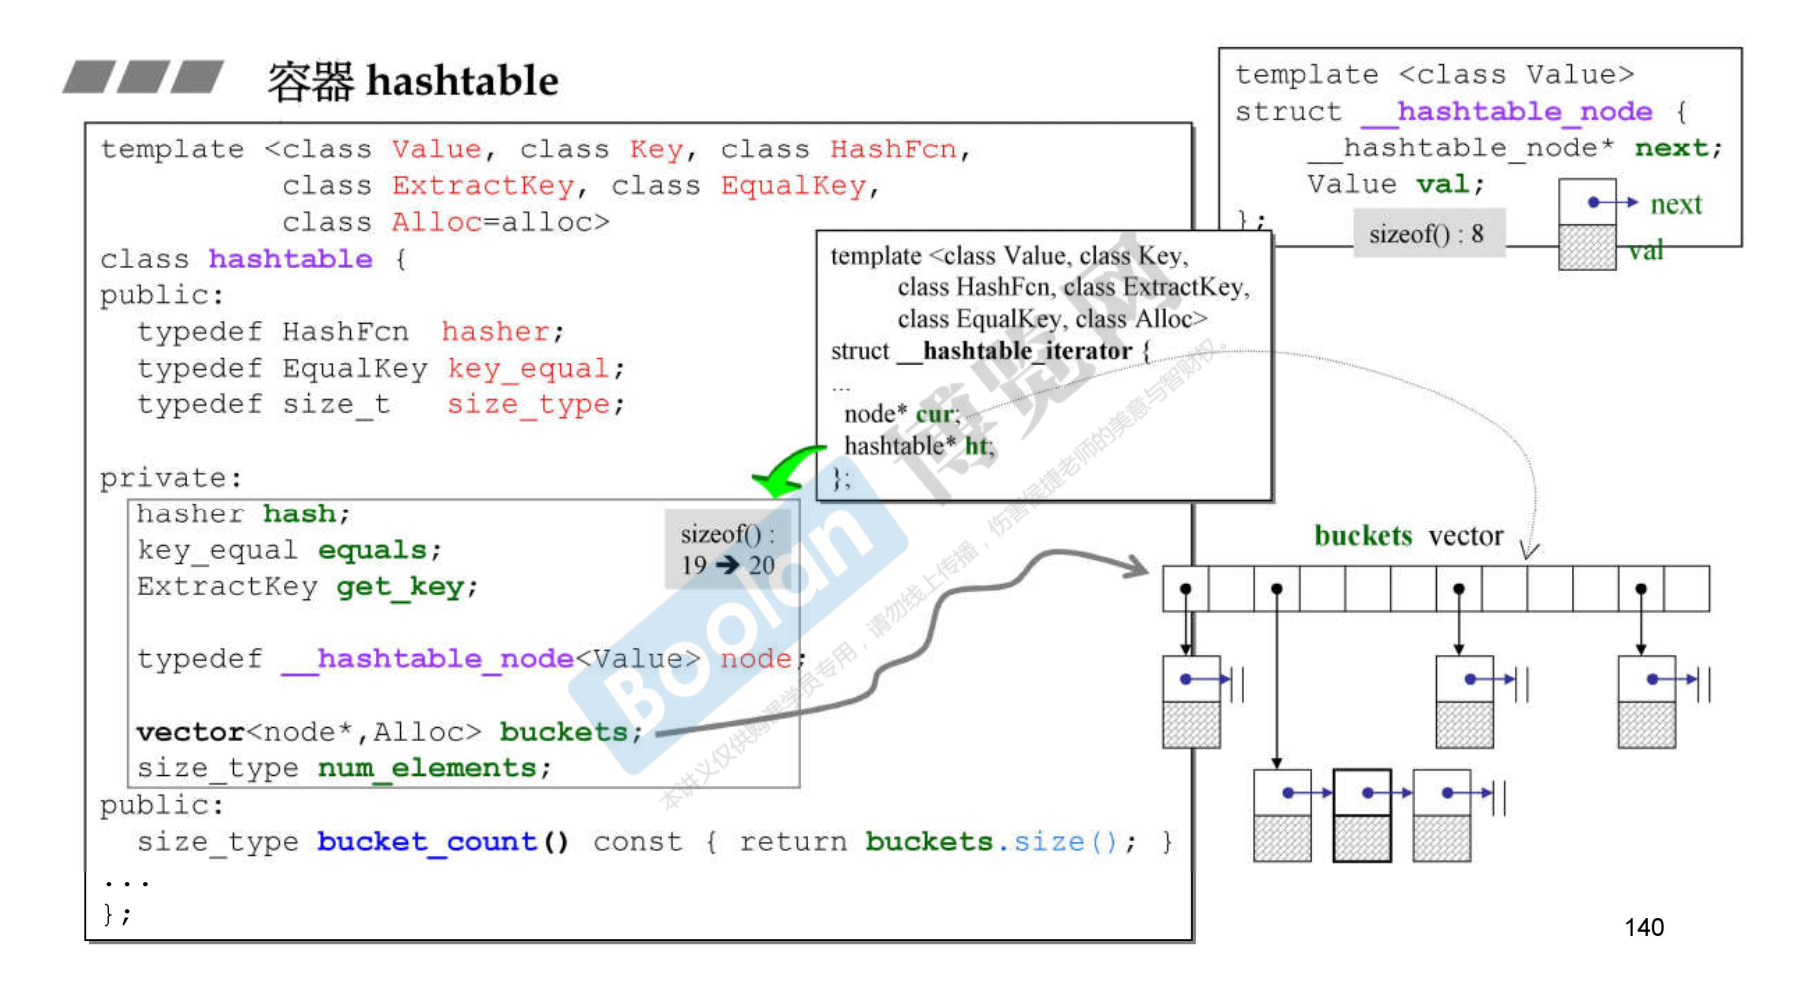 容器 hashtable
template <class Value, class Key, class HashFcn,
class ExtractKey, class EqualKey,
class Alloc=alloc>
class hashtable {
public:
typedef HashFcn hasher;
typedef EqualKey key_equal;
typedef size_t size_type;
private:
hasher hash;
key_equal equals;
ExtractKey get_key;
typedef __hashtable_node<Value> node;
vector<node*,Alloc> buckets;
size_type num_elements;
public:
size_type bucket_count() const { return buckets.size(); }
...
};
sizeof() :
19 ➔ 20
template <class Value, class Key,
class HashFcn, class ExtractKey,
class EqualKey, class Alloc>
struct __hashtable_iterator {
...
node* cur;
hashtable* ht;
};
template <class Value>
struct __hashtable_node {
__hashtable_node* next;
Value val;
};
sizeof() : 8
next
val
buckets vector
Boolan
博览网
本讲义仅供购课学员专用，请勿线上传播，伤害侯捷老师的美意与智财权。
140